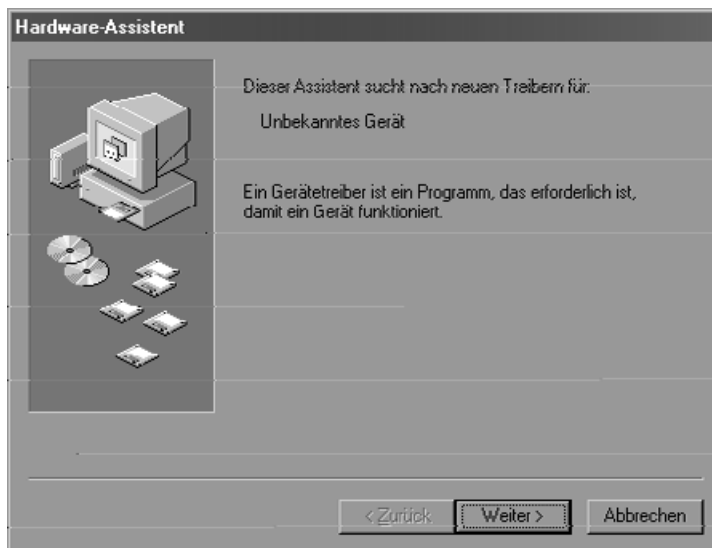 Hardware-Assistent
Dieser Assistent sucht nach neuen Treibern für:
Unbekanntes Gerät
Ein Gerätetreiber ist ein Programm, das erforderlich ist,
damit ein Gerät funktioniert.
< Zurück Weiter > Abbrechen